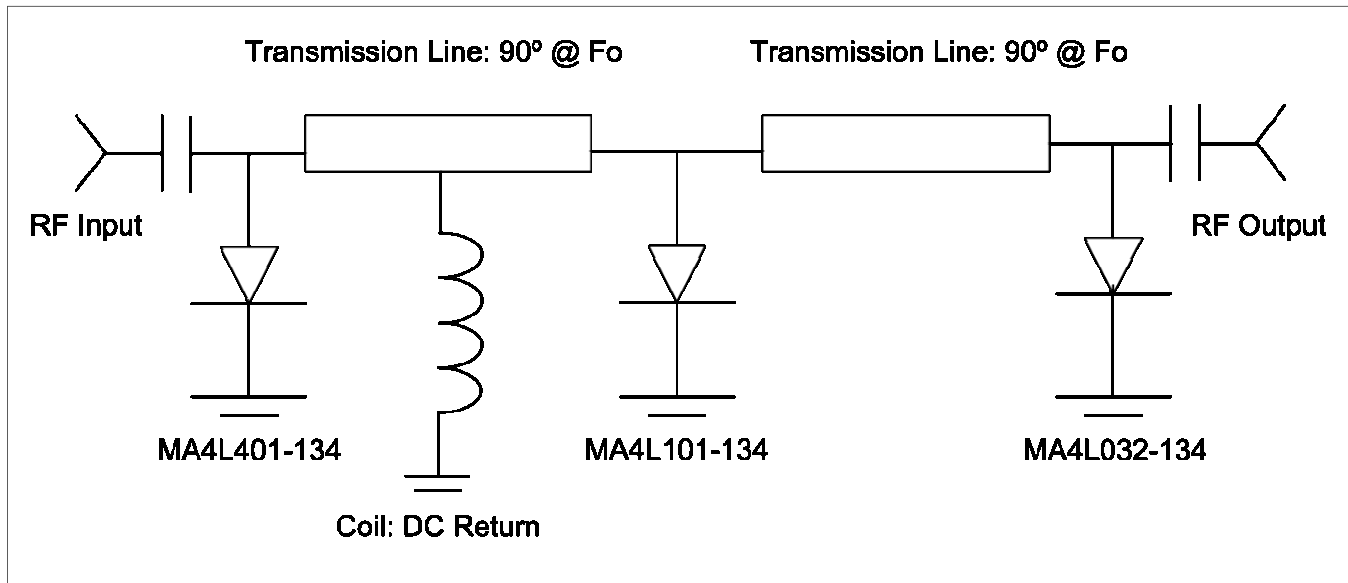 Transmission Line: 90º @ Fo
Transmission Line: 90º @ Fo
RF Input
RF Output
MA4L401-134
MA4L101-134
MA4L032-134
Coil: DC Return